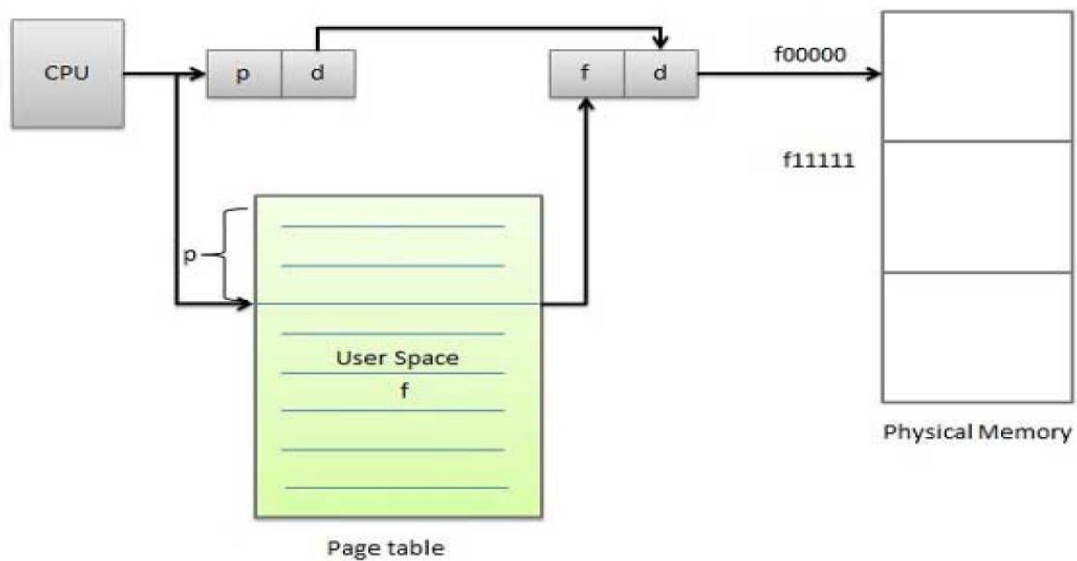 CPU
p d
f d
f00000
f11111
p
User Space
f
Physical Memory
Page table